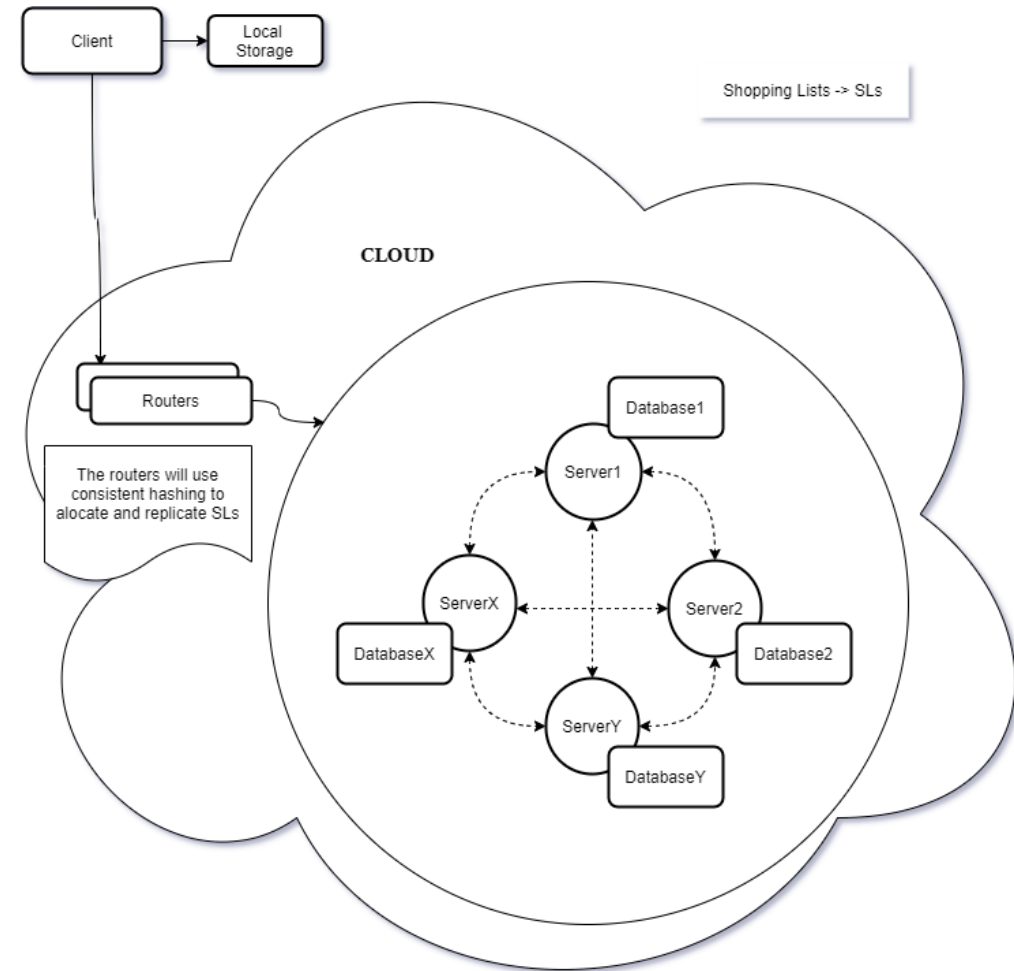 Client
Local
Storage
Shopping Lists -> SLs
CLOUD
Routers
The routers will use
consistent hashing to
alocate and replicate SLs
Database1
Server1
ServerX
Server2
DatabaseX
Database2
ServerY
DatabaseY